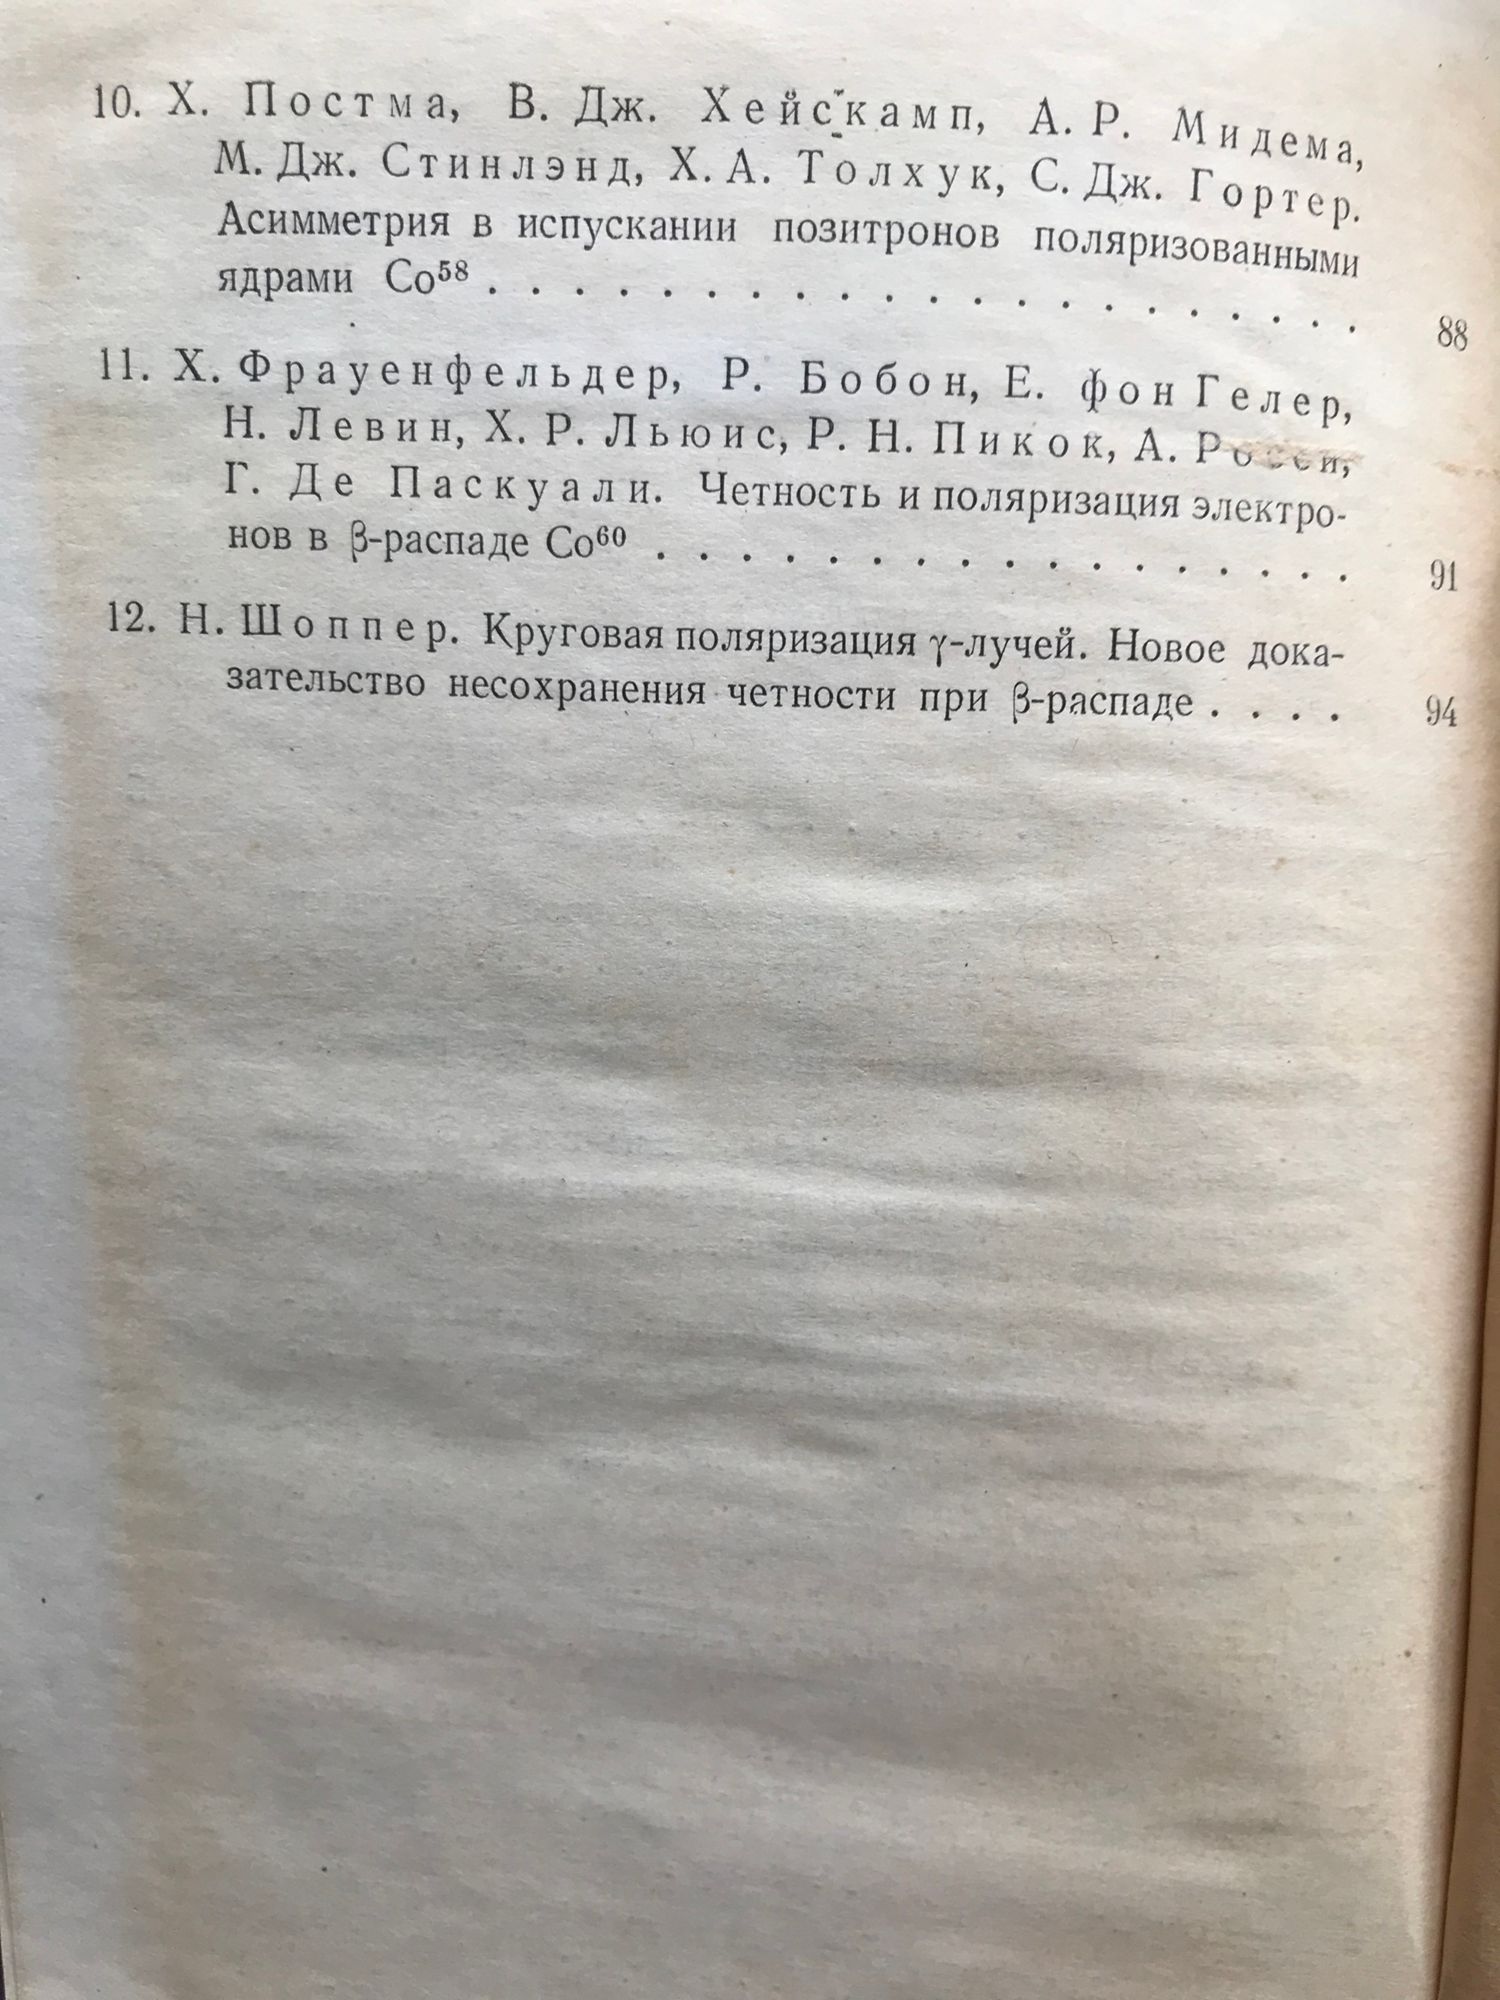 10. Х. Постма, В. Дж. Хейскамп, А. Р. Мидема,
М. Дж. Стинлэнд, Х. А. Толхук, С. Дж. Гортер.
Асимметрия в испускании позитронов поляризованными
ядрами Co⁵⁸ . . . . . . . . . . . . . . . . . . . . . 88
11. Х. Фрауенфельдер, Р. Бобон, Е. фон Гелер,
Н. Левин, Х. Р. Льюис, Р. Н. Пикок, А. Росси,
Г. Де Паскуали. Четность и поляризация электро-
нов в β-распаде Co⁶⁰ . . . . . . . . . . . . . . . . . 91
12. Н. Шоппер. Круговая поляризация γ-лучей. Новое дока-
зательство несохранения четности при β-распаде . . . . 94